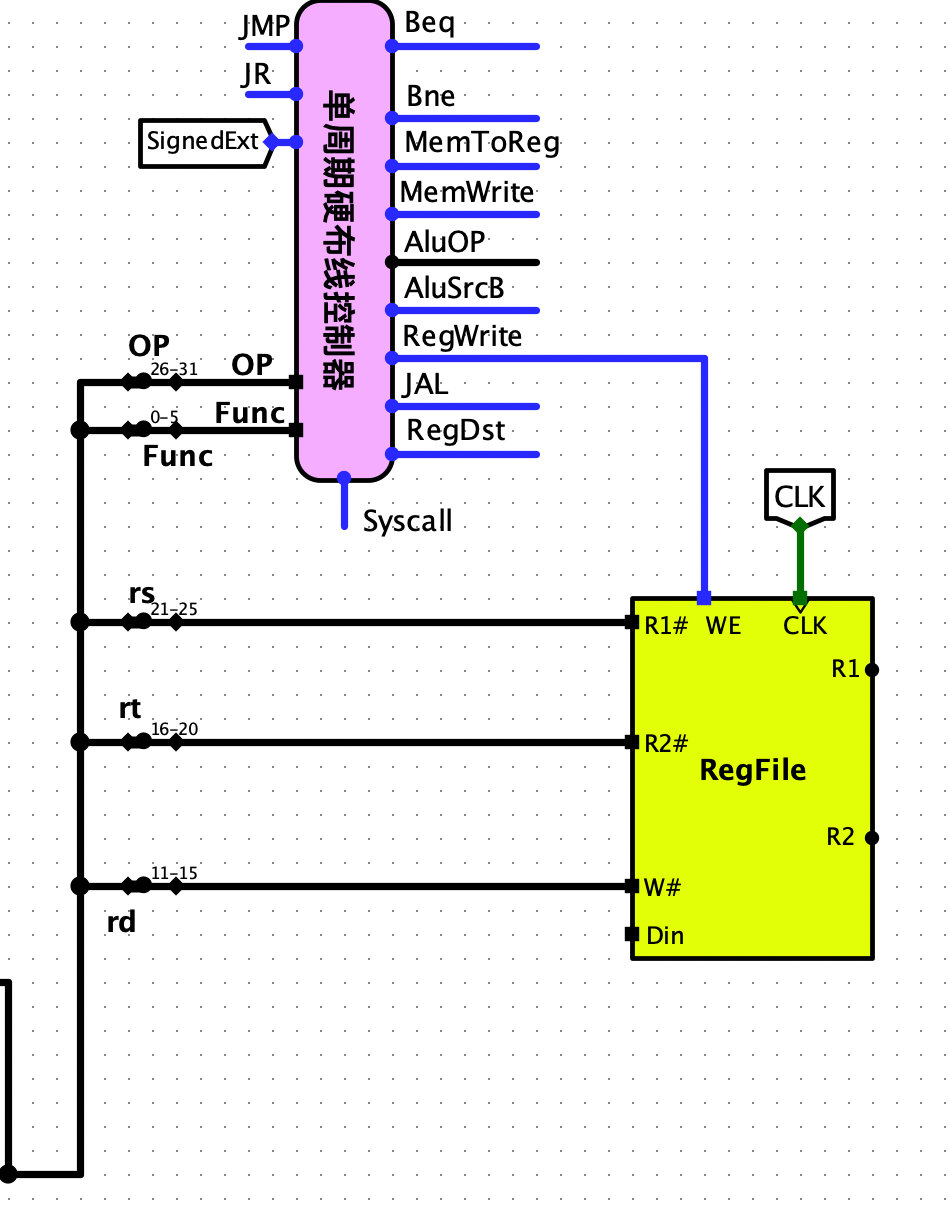 JMP
Beq
JR
Bne
SignedExt
MemToReg
MemWrite
AluOP
AluSrcB
RegWrite
JAL
RegDst
单周期硬布线控制器
OP
26-31
OP
0-5
Func
Func
Syscall
CLK
rs
21-25
R1#
WE
CLK
R1
rt
16-20
R2#
RegFile
R2
11-15
W#
rd
Din